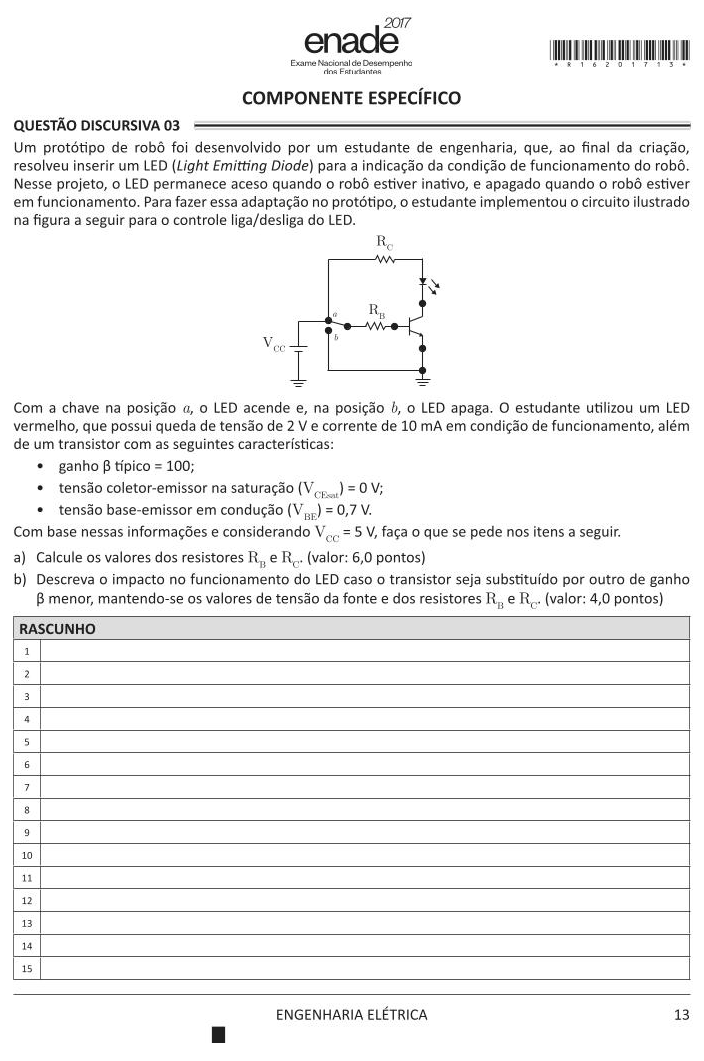 enade 2017
Exame Nacional de Desempenho
dos Estudantes
* R 1 6 2 0 1 7 1 3 *
COMPONENTE ESPECÍFICO
QUESTÃO DISCURSIVA 03
Um protótipo de robô foi desenvolvido por um estudante de engenharia, que, ao final da criação,
resolveu inserir um LED (Light Emitting Diode) para a indicação da condição de funcionamento do robô.
Nesse projeto, o LED permanece aceso quando o robô estiver inativo, e apagado quando o robô estiver
em funcionamento. Para fazer essa adaptação no protótipo, o estudante implementou o circuito ilustrado
na figura a seguir para o controle liga/desliga do LED.
R_C
a
R_B
b
V_CC
Com a chave na posição a, o LED acende e, na posição b, o LED apaga. O estudante utilizou um LED
vermelho, que possui queda de tensão de 2 V e corrente de 10 mA em condição de funcionamento, além
de um transistor com as seguintes características:
• ganho β típico = 100;
• tensão coletor-emissor na saturação (V_CEsat) = 0 V;
• tensão base-emissor em condução (V_BE) = 0,7 V.
Com base nessas informações e considerando V_CC = 5 V, faça o que se pede nos itens a seguir.
a) Calcule os valores dos resistores R_B e R_C. (valor: 6,0 pontos)
b) Descreva o impacto no funcionamento do LED caso o transistor seja substituído por outro de ganho
β menor, mantendo-se os valores de tensão da fonte e dos resistores R_B e R_C. (valor: 4,0 pontos)
RASCUNHO
1
2
3
4
5
6
7
8
9
10
11
12
13
14
15
ENGENHARIA ELÉTRICA
13